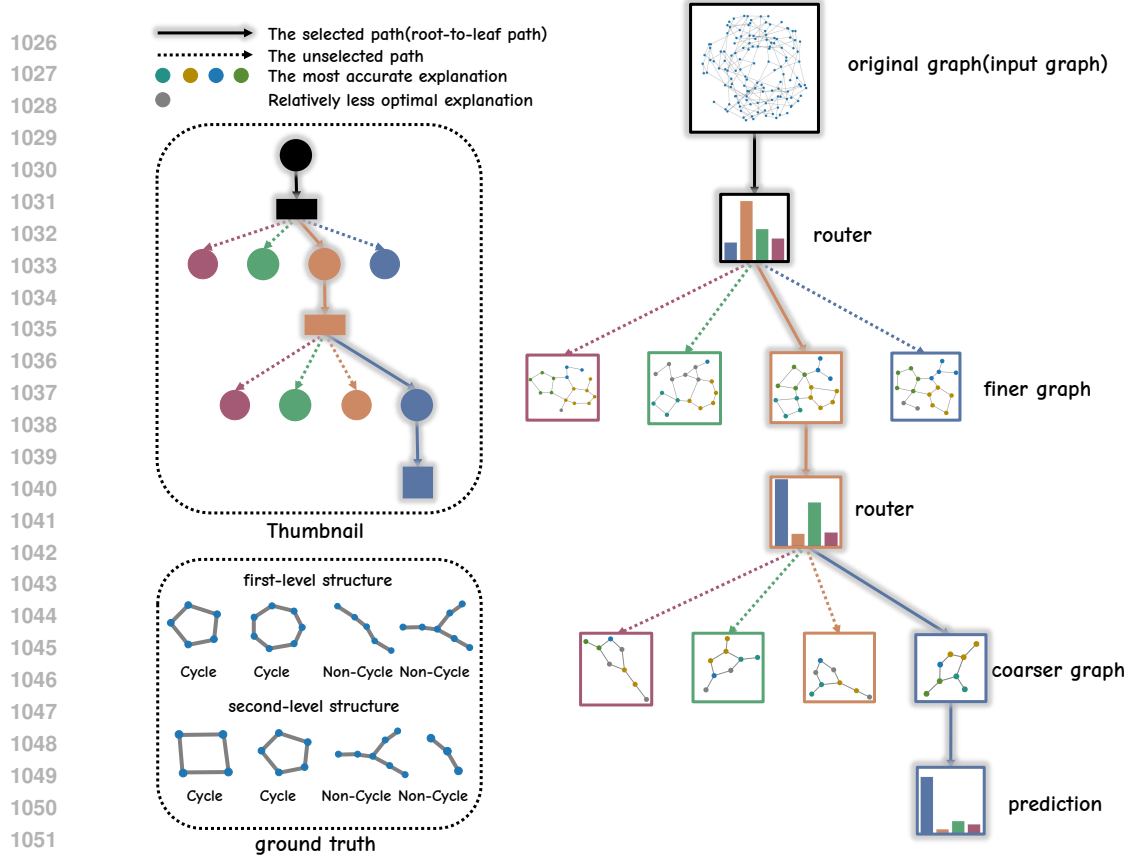 1026
1027
1028
1029
1030
1031
1032
1033
1034
1035
1036
1037
1038
1039
1040
1041
1042
1043
1044
1045
1046
1047
1048
1049
1050
1051
The selected path(root-to-leaf path)
The unselected path
The most accurate explanation
Relatively less optimal explanation
Thumbnail
first-level structure
Cycle Cycle Non-Cycle Non-Cycle
second-level structure
Cycle Cycle Non-Cycle Non-Cycle
ground truth
original graph(input graph)
router
finer graph
router
coarser graph
prediction